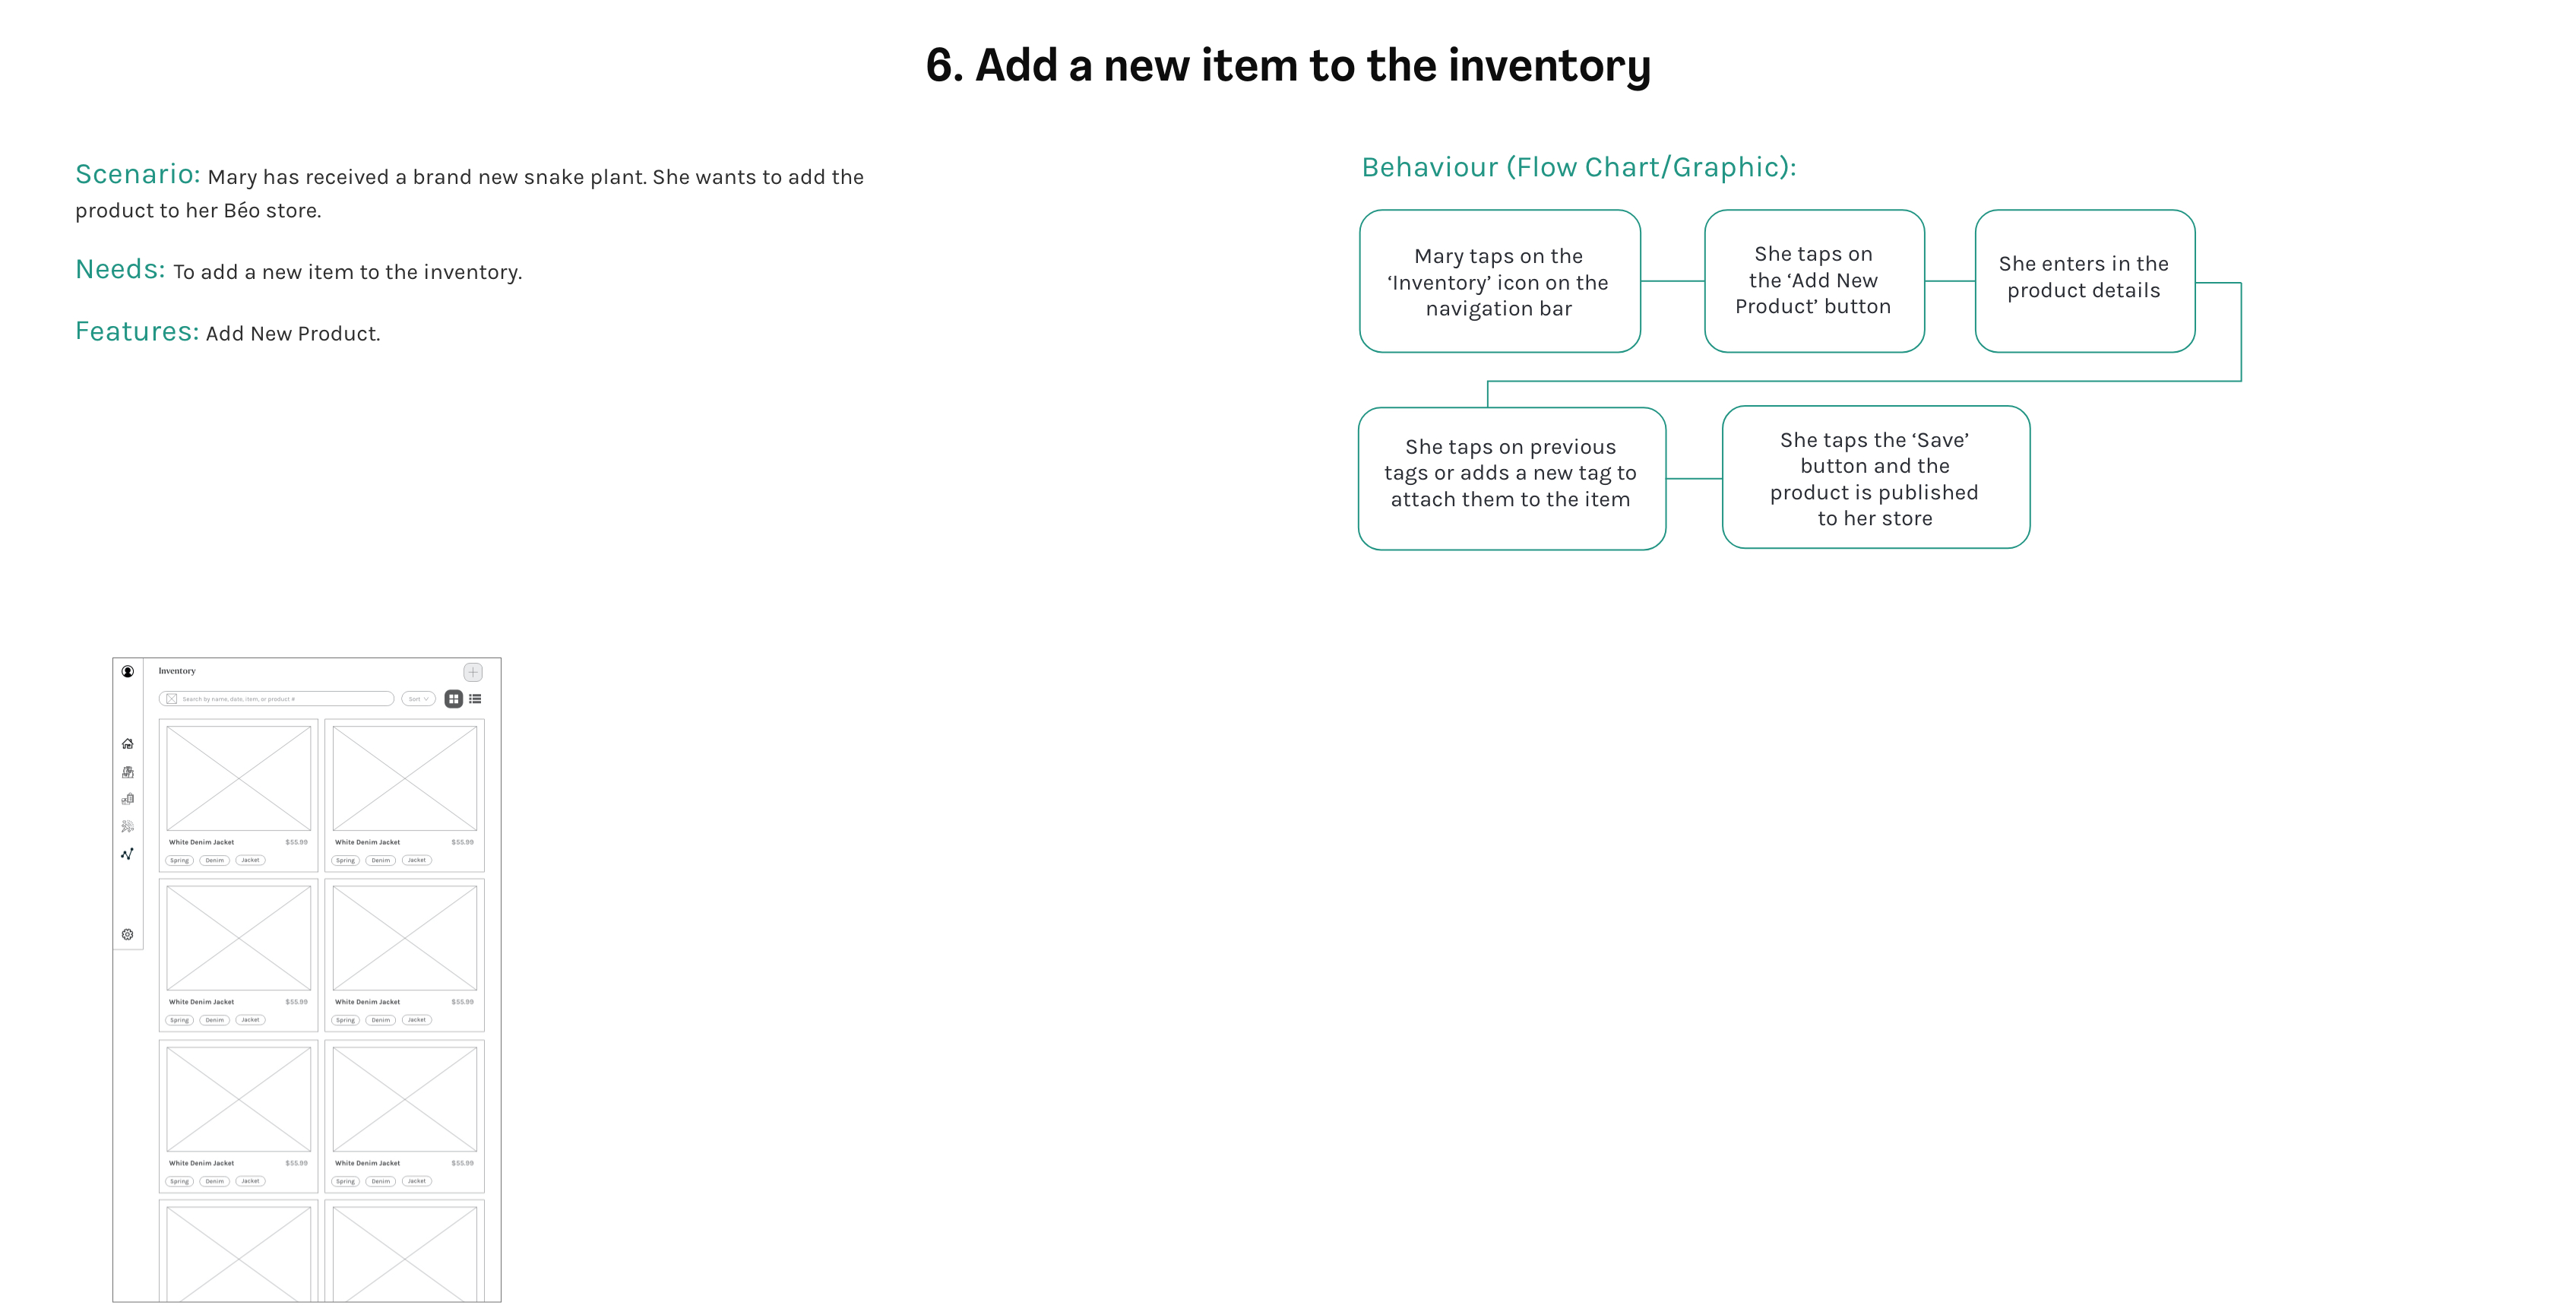 6. Add a new item to the inventory
Scenario: Mary has received a brand new snake plant. She wants to add the
product to her Béo store.
Needs: To add a new item to the inventory.
Features: Add New Product.
Behaviour (Flow Chart/Graphic):
Mary taps on the
‘Inventory’ icon on the
navigation bar
She taps on
the ‘Add New
Product’ button
She enters in the
product details
She taps on previous
tags or adds a new tag to
attach them to the item
She taps the ‘Save’
button and the
product is published
to her store
Inventory
Search by name, date, item, or product #
Sort
White Denim Jacket $55.99
Spring Denim Jacket
White Denim Jacket $55.99
Spring Denim Jacket
White Denim Jacket $55.99
Spring Denim Jacket
White Denim Jacket $55.99
Spring Denim Jacket
White Denim Jacket $55.99
Spring Denim Jacket
White Denim Jacket $55.99
Spring Denim Jacket